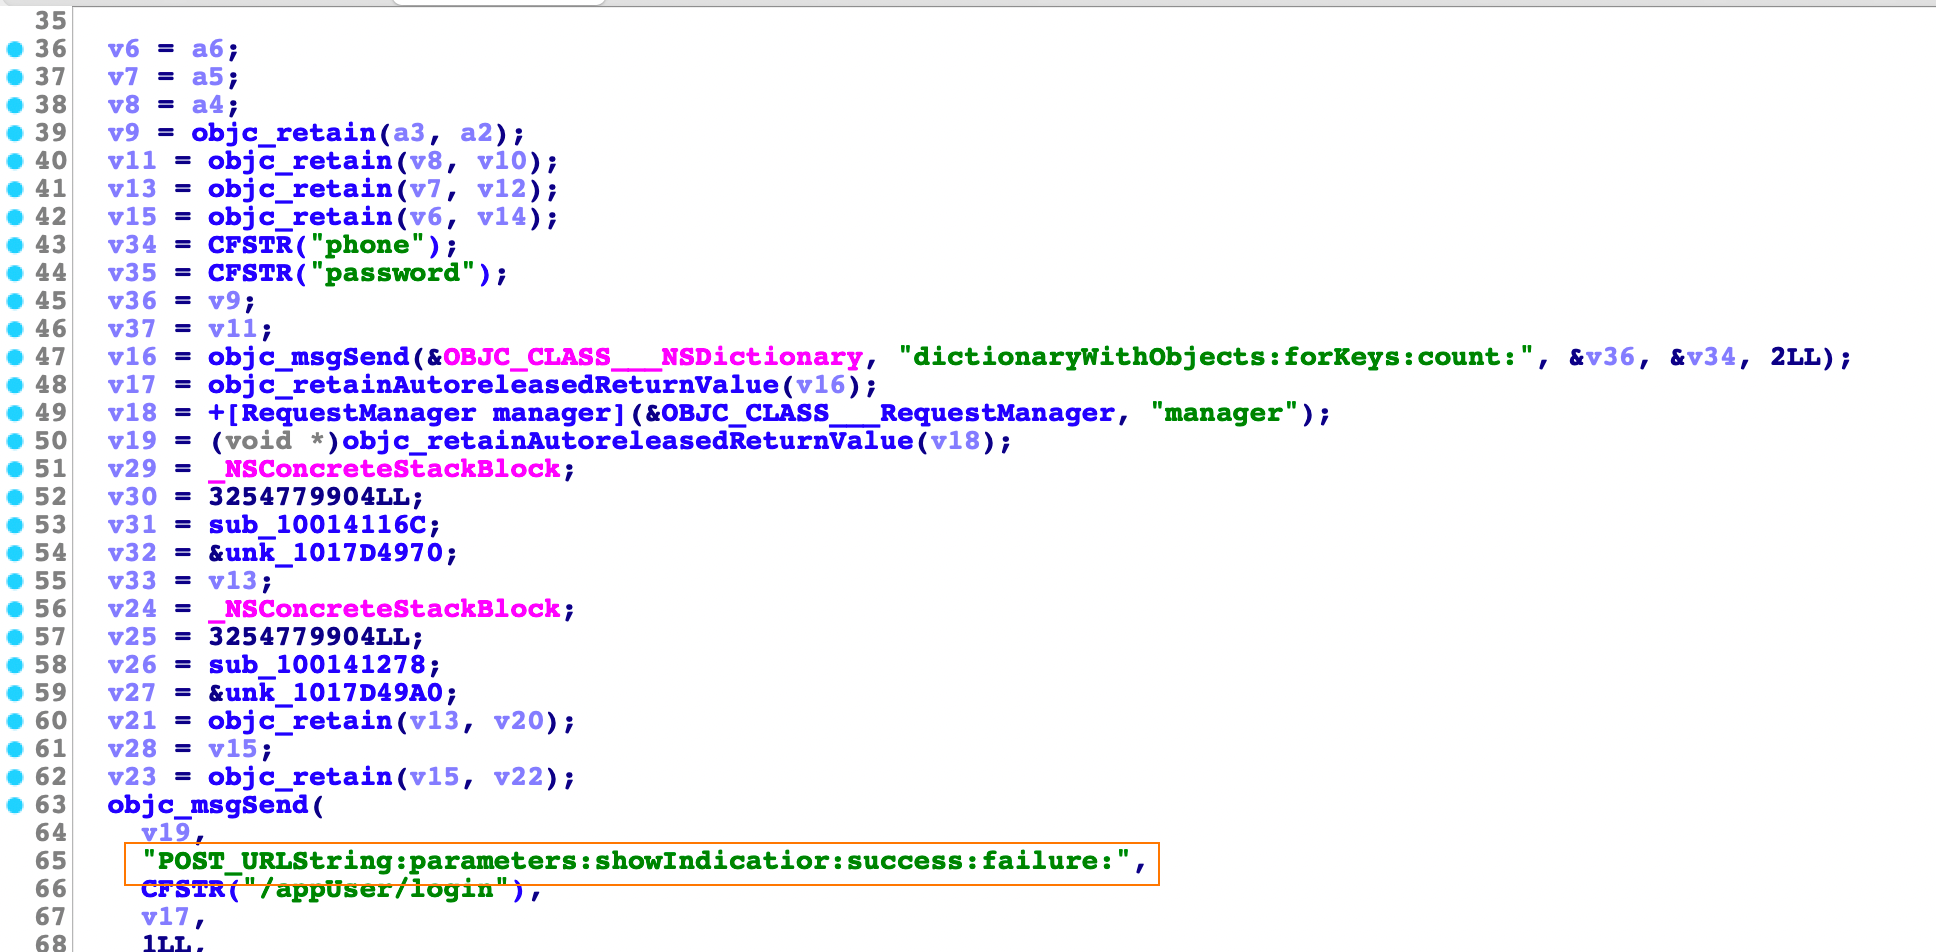 35
36 v6 = a6;
37 v7 = a5;
38 v8 = a4;
39 v9 = objc_retain(a3, a2);
40 v11 = objc_retain(v8, v10);
41 v13 = objc_retain(v7, v12);
42 v15 = objc_retain(v6, v14);
43 v34 = CFSTR("phone");
44 v35 = CFSTR("password");
45 v36 = v9;
46 v37 = v11;
47 v16 = objc_msgSend(&OBJC_CLASS___NSDictionary, "dictionaryWithObjects:forKeys:count:", &v36, &v34, 2LL);
48 v17 = objc_retainAutoreleasedReturnValue(v16);
49 v18 = +[RequestManager manager](&OBJC_CLASS___RequestManager, "manager");
50 v19 = (void *)objc_retainAutoreleasedReturnValue(v18);
51 v29 = _NSConcreteStackBlock;
52 v30 = 3254779904LL;
53 v31 = sub_10014116C;
54 v32 = &unk_1017D4970;
55 v33 = v13;
56 v24 = _NSConcreteStackBlock;
57 v25 = 3254779904LL;
58 v26 = sub_100141278;
59 v27 = &unk_1017D49A0;
60 v21 = objc_retain(v13, v20);
61 v28 = v15;
62 v23 = objc_retain(v15, v22);
63 objc_msgSend(
64 v19,
65 "POST_URLString:parameters:showIndicatior:success:failure:",
66 CFSTR("/appUser/login"),
67 v17,
68 1LL,